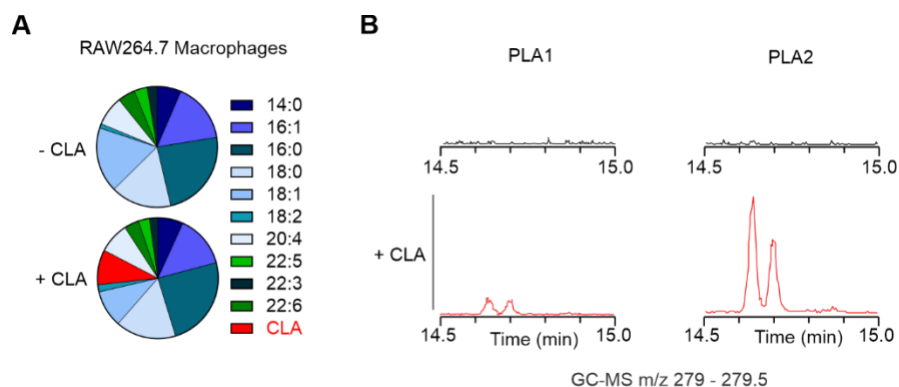 A
RAW264.7 Macrophages
- CLA
+ CLA
14:0
16:1
16:0
18:0
18:1
18:2
20:4
22:5
22:3
22:6
CLA
B
PLA1
PLA2
14.5 15.0
14.5 15.0
+ CLA
14.5 Time (min) 15.0
14.5 Time (min) 15.0
GC-MS m/z 279 - 279.5